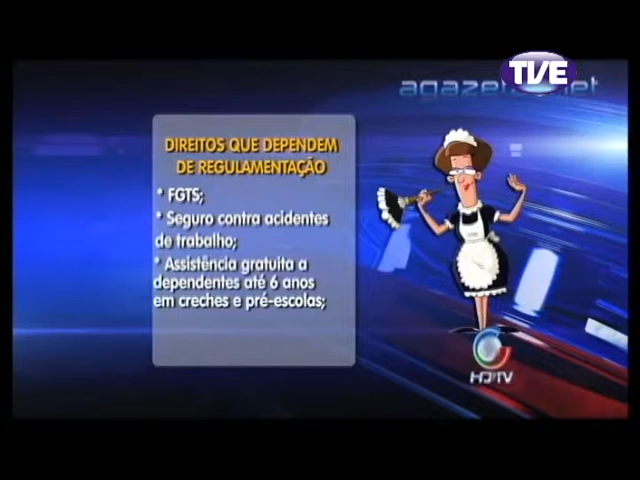 TVE
DIREITOS QUE DEPENDEM
DE REGULAMENTAÇÃO
* FGTS;
* Seguro contra acidentes
de trabalho;
* Assistência gratuita a
dependentes até 6 anos
em creches e pré-escolas;
HDTV